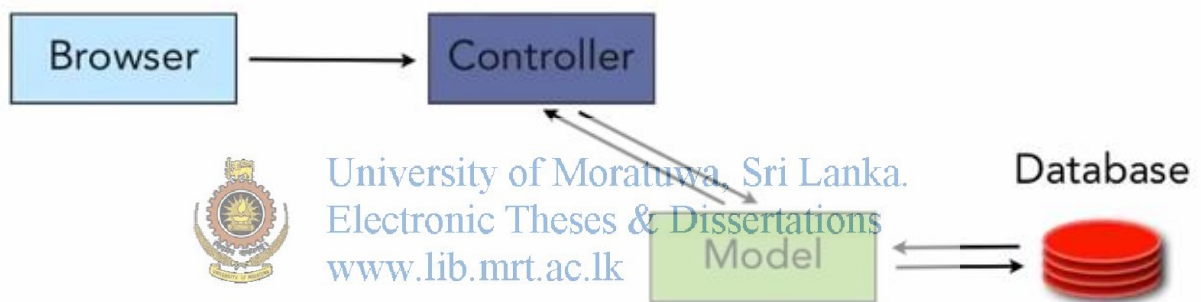 Browser
Controller
University of Moratuwa, Sri Lanka.
Electronic Theses & Dissertations
www.lib.mrt.ac.lk
Database
Model